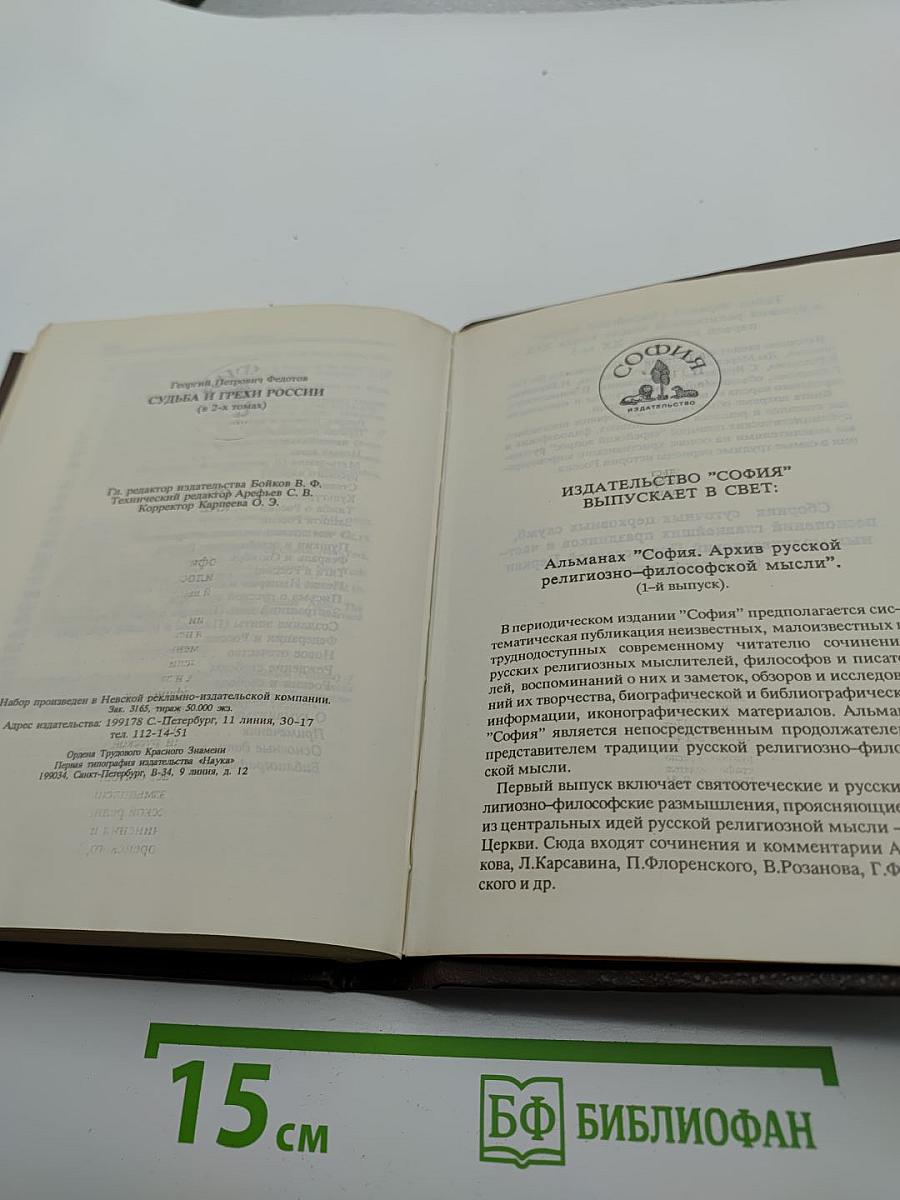 Георгий Петрович Федотов
СУДЬБА И ГРЕХИ РОССИИ
(в 2-х томах)
Гл. редактор издательства Бойков В. Ф.
Технический редактор Арефьев С. В.
Корректор Карпеева О. Э.
Набор произведен в Невской рекламно-издательской компании.
Зак. 3165, тираж 50.000 экз.
Адрес издательства: 199178 С.-Петербург, 11 линия, 30–17
тел. 112-14-51
Ордена Трудового Красного Знамени
Первая типография издательства «Наука»
199034, Санкт-Петербург, В-34, 9 линия, д. 12
СОФИЯ
ИЗДАТЕЛЬСТВО
ИЗДАТЕЛЬСТВО "СОФИЯ"
ВЫПУСКАЕТ В СВЕТ:
Альманах "София. Архив русской
религиозно–философской мысли".
(1–й выпуск).
В периодическом издании "София" предполагается сис–
тематическая публикация неизвестных, малоизвестных и
труднодоступных современному читателю сочинени
русских религиозных мыслителей, философов и писате
лей, воспоминаний о них и заметок, обзоров и исследов
ний их творчества, биографической и библиографическ
информации, иконографических материалов. Альман
"София" является непосредственным продолжателе
представителем традиции русской религиозно–фило
ской мысли.
Первый выпуск включает святоотеческие и русски
лигиозно–философские размышления, проясняющие
из центральных идей русской религиозной мысли –
Церкви. Сюда входят сочинения и комментарии А
кова, Л.Карсавина, П.Флоренского, В.Розанова, Г.Ф
ского и др.
15 см
БФ БИБЛИОФАН